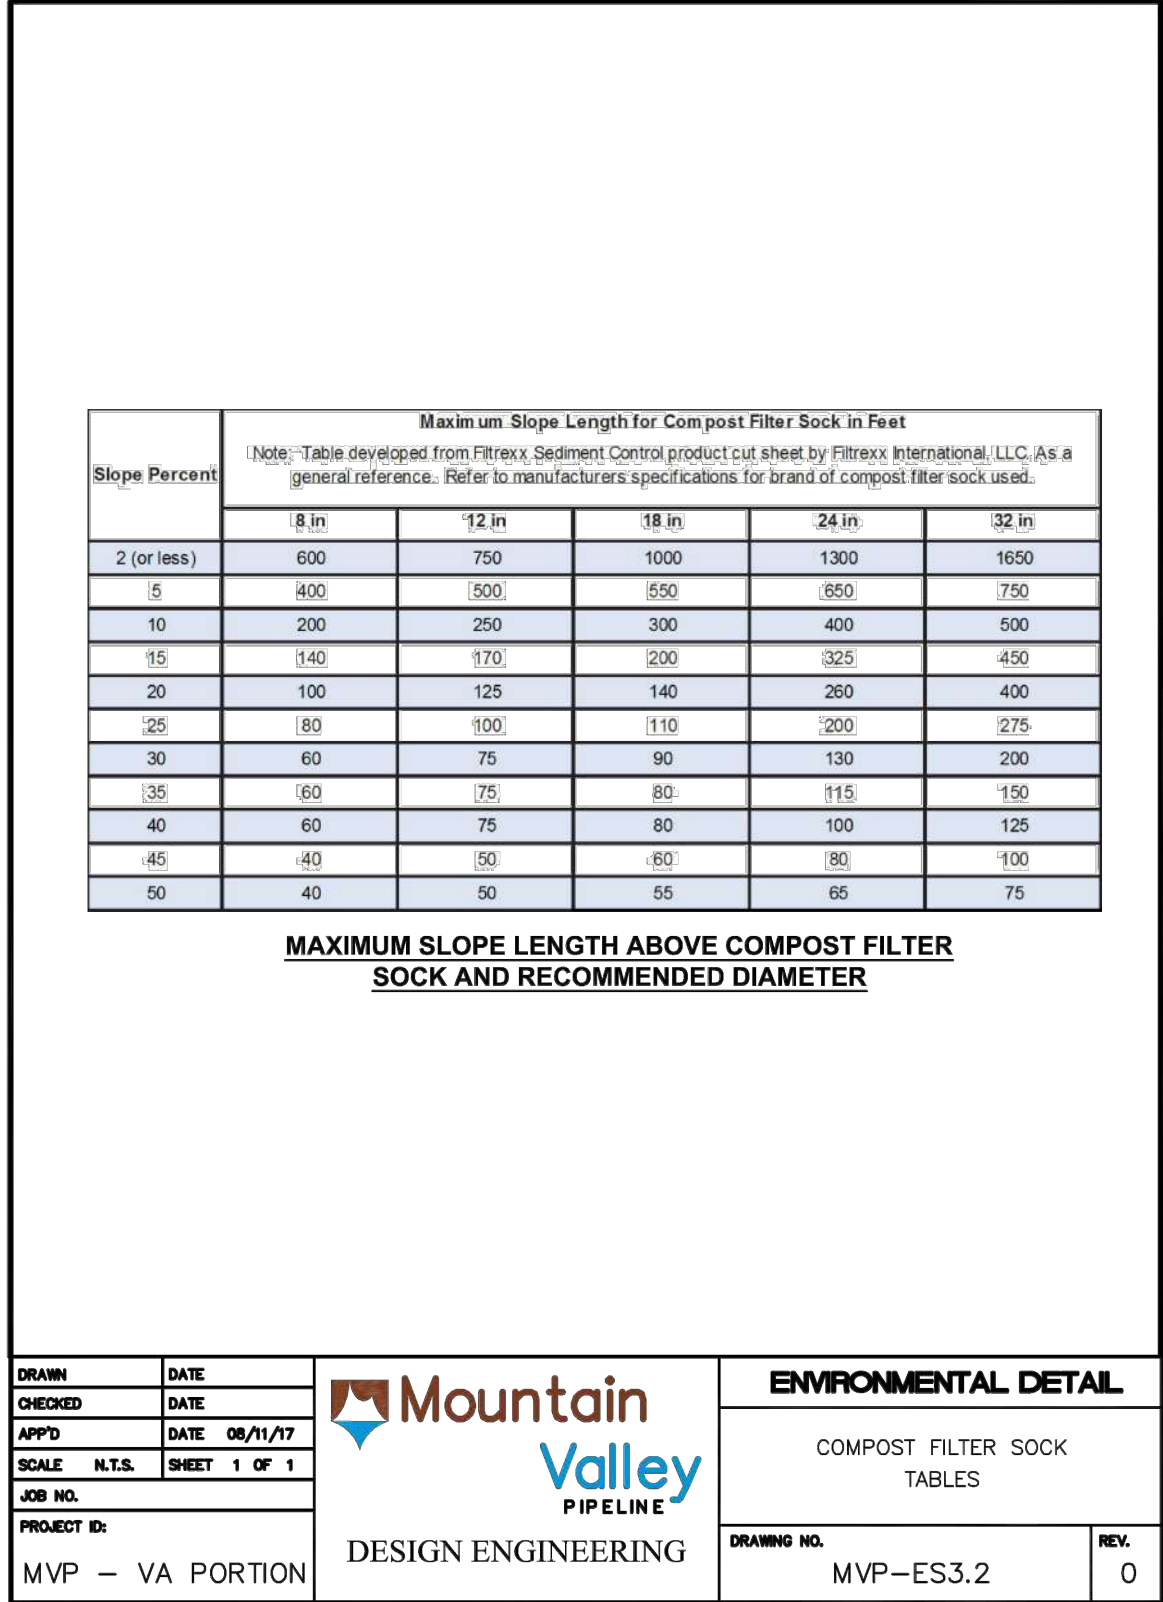 Maximum Slope Length for Compost Filter Sock in Feet
Note: Table developed from Filtrexx Sediment Control product cut sheet by Filtrexx International, LLC. As a
general reference. Refer to manufacturers specifications for brand of compost filter sock used.
Slope Percent
8 in 12 in 18 in 24 in 32 in
2 (or less) 600 750 1000 1300 1650
5 400 500 550 650 750
10 200 250 300 400 500
15 140 170 200 325 450
20 100 125 140 260 400
25 80 100 110 200 275
30 60 75 90 130 200
35 60 75 80 115 150
40 60 75 80 100 125
45 40 50 60 80 100
50 40 50 55 65 75
MAXIMUM SLOPE LENGTH ABOVE COMPOST FILTER
SOCK AND RECOMMENDED DIAMETER
DRAWN DATE
CHECKED DATE
APP'D DATE 08/11/17
SCALE N.T.S. SHEET 1 OF 1
JOB NO.
PROJECT ID:
MVP – VA PORTION
Mountain
Valley
PIPELINE
DESIGN ENGINEERING
ENVIRONMENTAL DETAIL
COMPOST FILTER SOCK
TABLES
DRAWING NO.
MVP–ES3.2
REV.
0